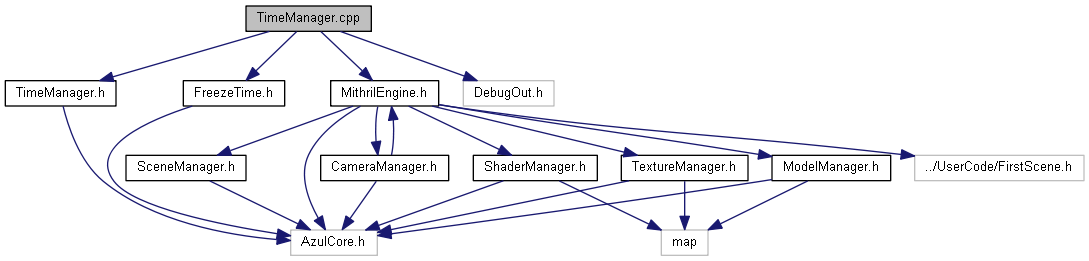 TimeManager.cpp
TimeManager.h
FreezeTime.h
MithrilEngine.h
DebugOut.h
SceneManager.h
CameraManager.h
ShaderManager.h
TextureManager.h
ModelManager.h
../UserCode/FirstScene.h
AzulCore.h
map